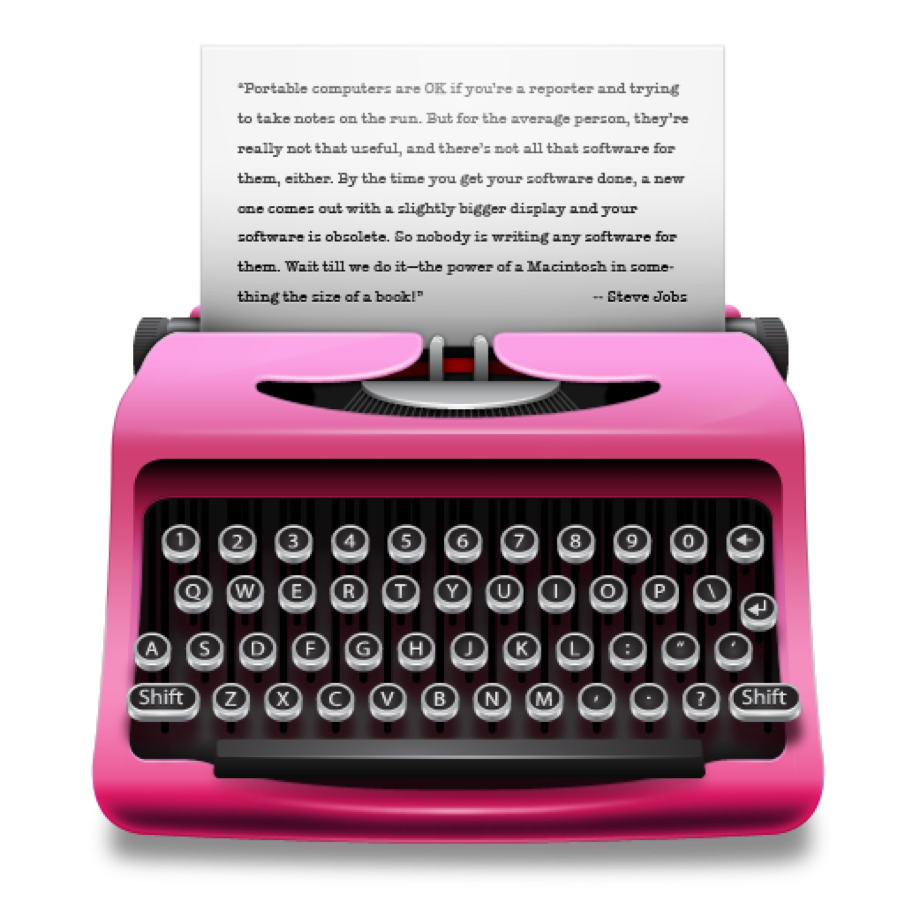 “Portable computers are OK if you’re a reporter and trying
to take notes on the run. But for the average person, they’re
really not that useful, and there’s not all that software for
them, either. By the time you get your software done, a new
one comes out with a slightly bigger display and your
software is obsolete. So nobody is writing any software for
them. Wait till we do it—the power of a Macintosh in some-
thing the size of a book!” -- Steve Jobs
1 2 3 4 5 6 7 8 9 0 ←
Q W E R T Y U I O P \ ↵
A S D F G H J K L : “ ‘
Shift Z X C V B N M , . ? Shift